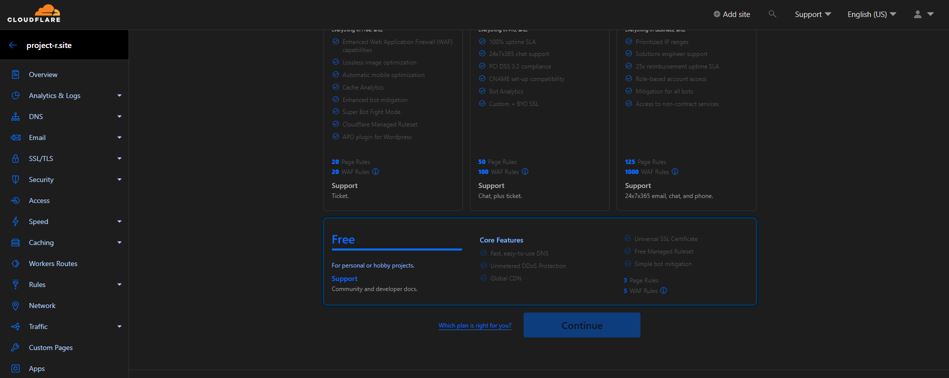 CLOUDFLARE
Add site
Support
English (US)
project-r.site
Overview
Analytics & Logs
DNS
Email
SSL/TLS
Security
Access
Speed
Caching
Workers Routes
Rules
Network
Traffic
Custom Pages
Apps
Everything in Free, and:
Enhanced Web Application Firewall (WAF)
capabilities
Lossless image optimization
Automatic mobile optimization
Cache Analytics
Enhanced bot mitigation
Super Bot Fight Mode
Cloudflare Managed Ruleset
APO plugin for Wordpress
20 Page Rules
20 WAF Rules
Support
Ticket.
Everything in Pro, and:
100% uptime SLA
24x7x365 chat support
PCI DSS 3.2 compliance
CNAME set-up compatibility
Bot Analytics
Custom + BYO SSL
50 Page Rules
100 WAF Rules
Support
Chat, plus ticket.
Everything in Business, and:
Prioritized IP ranges
Solutions engineer support
25x reimbursement uptime SLA
Role-based account access
Mitigation for all bots
Access to non-contract services
125 Page Rules
1000 WAF Rules
Support
24x7x365 email, chat, and phone.
Free
For personal or hobby projects.
Support
Community and developer docs.
Core Features
Fast, easy-to-use DNS
Unmetered DDoS Protection
Global CDN
Universal SSL Certificate
Free Managed Ruleset
Simple bot mitigation
3 Page Rules
5 WAF Rules
Which plan is right for you?
Continue